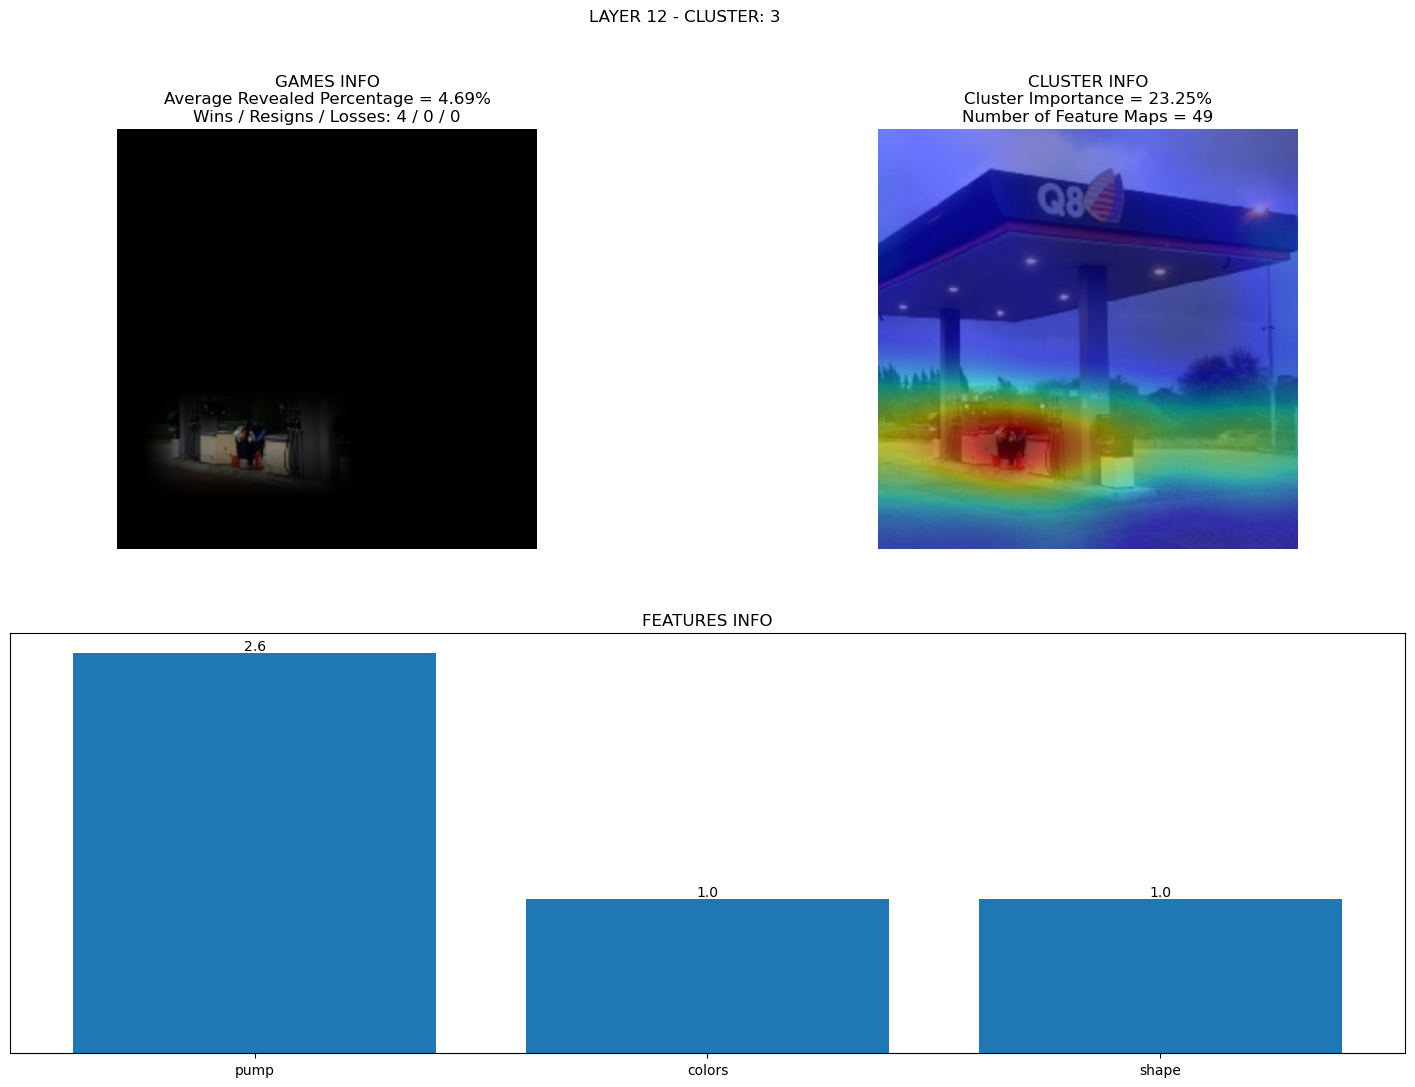 LAYER 12 - CLUSTER: 3
GAMES INFO
Average Revealed Percentage = 4.69%
Wins / Resigns / Losses: 4 / 0 / 0
CLUSTER INFO
Cluster Importance = 23.25%
Number of Feature Maps = 49
Q8
FEATURES INFO
2.6
1.0
1.0
pump
colors
shape